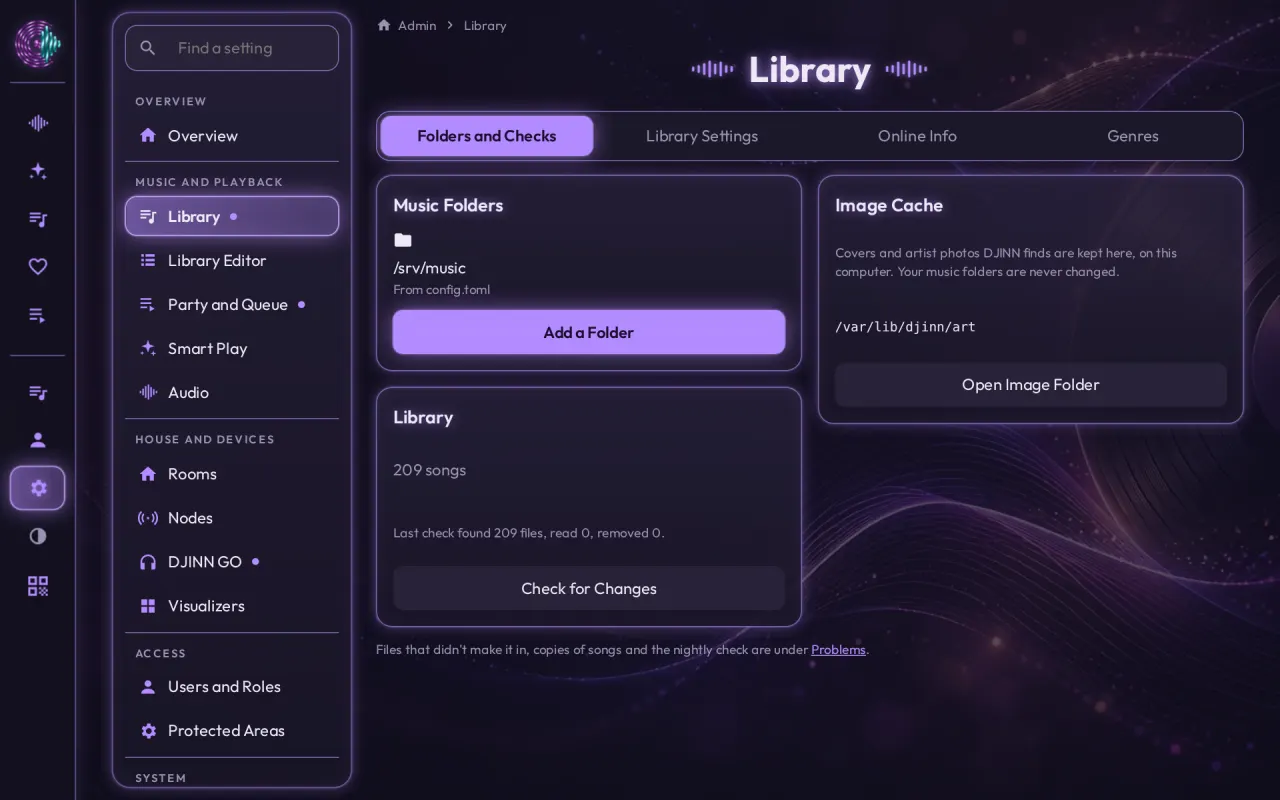 Find a setting
OVERVIEW
Overview
MUSIC AND PLAYBACK
Library
Library Editor
Party and Queue
Smart Play
Audio
HOUSE AND DEVICES
Rooms
Nodes
DJINN GO
Visualizers
ACCESS
Users and Roles
Protected Areas
SYSTEM
Admin > Library
Library
Folders and Checks
Library Settings
Online Info
Genres
Music Folders
/srv/music
From config.toml
Add a Folder
Library
209 songs
Last check found 209 files, read 0, removed 0.
Check for Changes
Image Cache
Covers and artist photos DJINN finds are kept here, on this
computer. Your music folders are never changed.
/var/lib/djinn/art
Open Image Folder
Files that didn't make it in, copies of songs and the nightly check are under Problems.